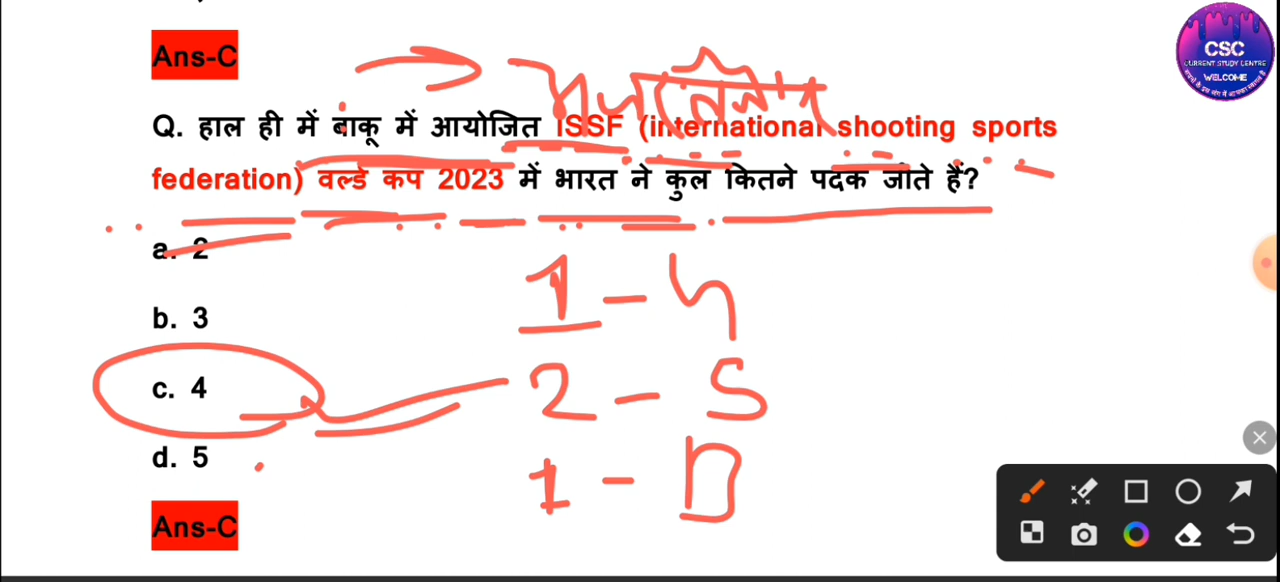 Ans-C
CSC
CURRENT STUDY CENTRE
WELCOME
Q. हाल ही में बाकू में आयोजित ISSF (international shooting sports
federation) वर्ल्ड कप 2023 में भारत ने कुल कितने पदक जीते हैं?
a. 2
b. 3
c. 4
d. 5
1 -
2 - S
1 -
Ans-C